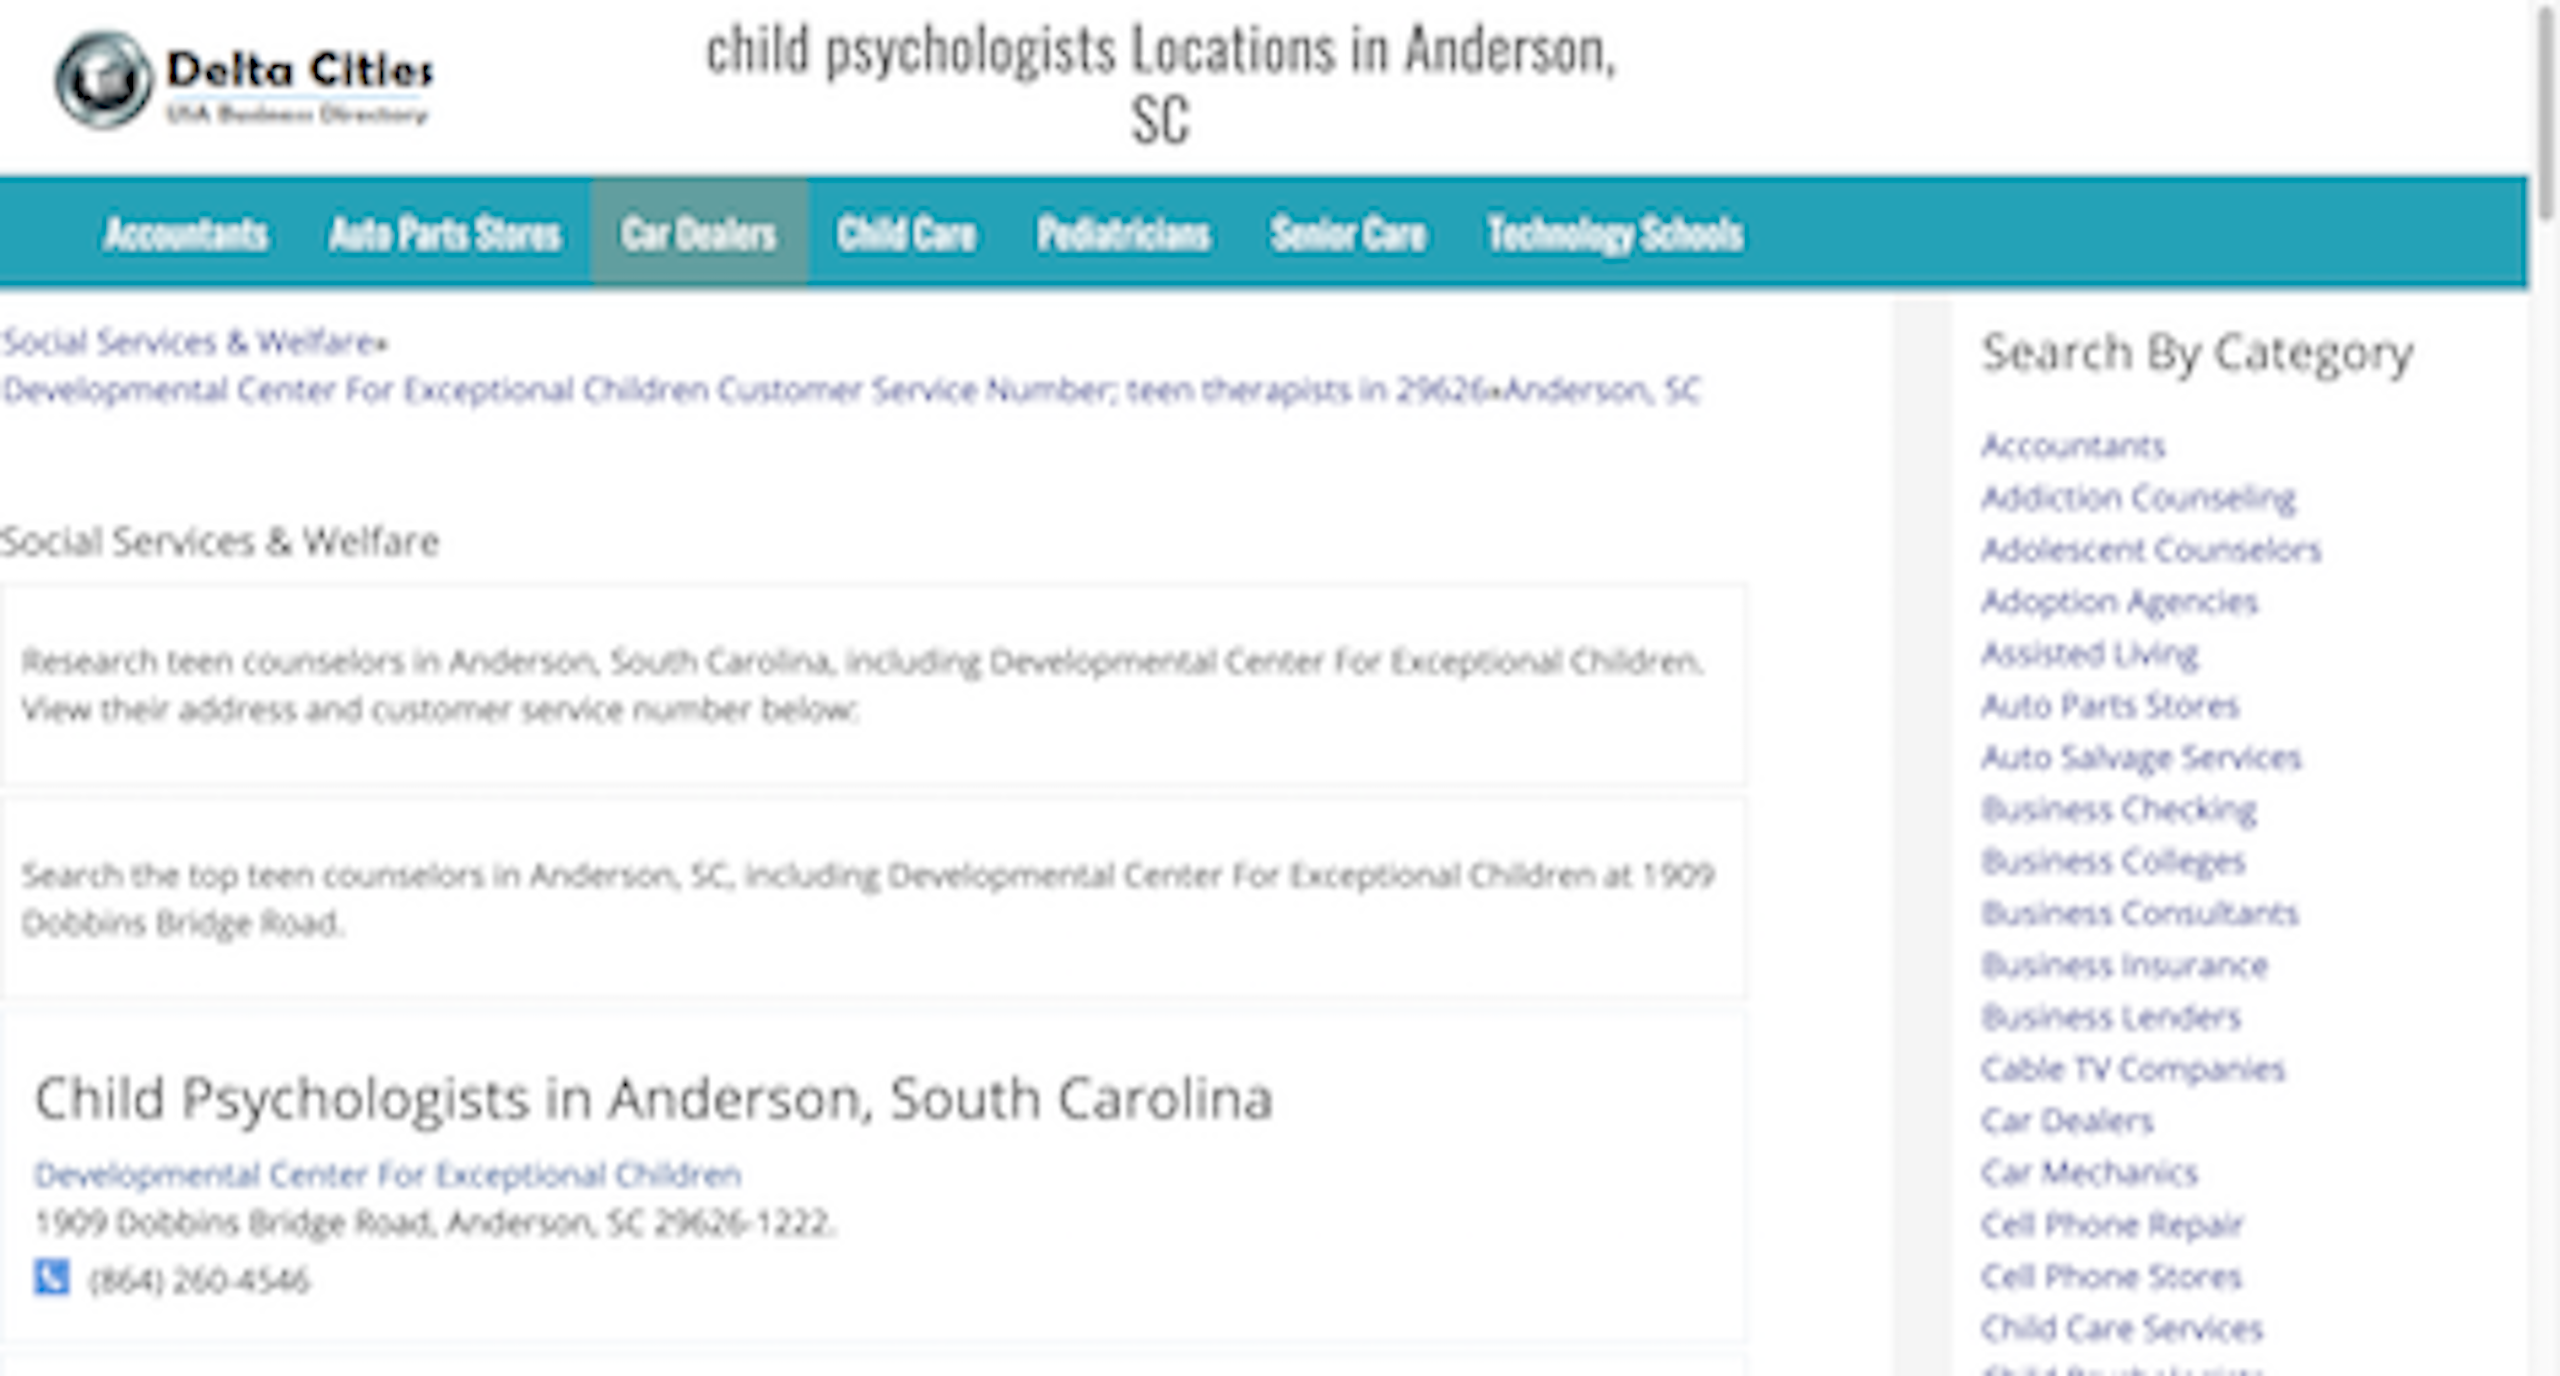 Delta Cities
USA Business Directory
child psychologists Locations in Anderson,
SC
Accountants Auto Parts Stores Car Dealers Child Care Pediatricians Senior Care Technology Schools
Social Services & Welfare»
Developmental Center For Exceptional Children Customer Service Number; teen therapists in 29626»Anderson, SC
Social Services & Welfare
Research teen counselors in Anderson, South Carolina, including Developmental Center For Exceptional Children.
View their address and customer service number below:
Search the top teen counselors in Anderson, SC, including Developmental Center For Exceptional Children at 1909
Dobbins Bridge Road.
Child Psychologists in Anderson, South Carolina
Developmental Center For Exceptional Children
1909 Dobbins Bridge Road, Anderson, SC 29626-1222.
(864) 260-4546
Search By Category
Accountants
Addiction Counseling
Adolescent Counselors
Adoption Agencies
Assisted Living
Auto Parts Stores
Auto Salvage Services
Business Checking
Business Colleges
Business Consultants
Business Insurance
Business Lenders
Cable TV Companies
Car Dealers
Car Mechanics
Cell Phone Repair
Cell Phone Stores
Child Care Services